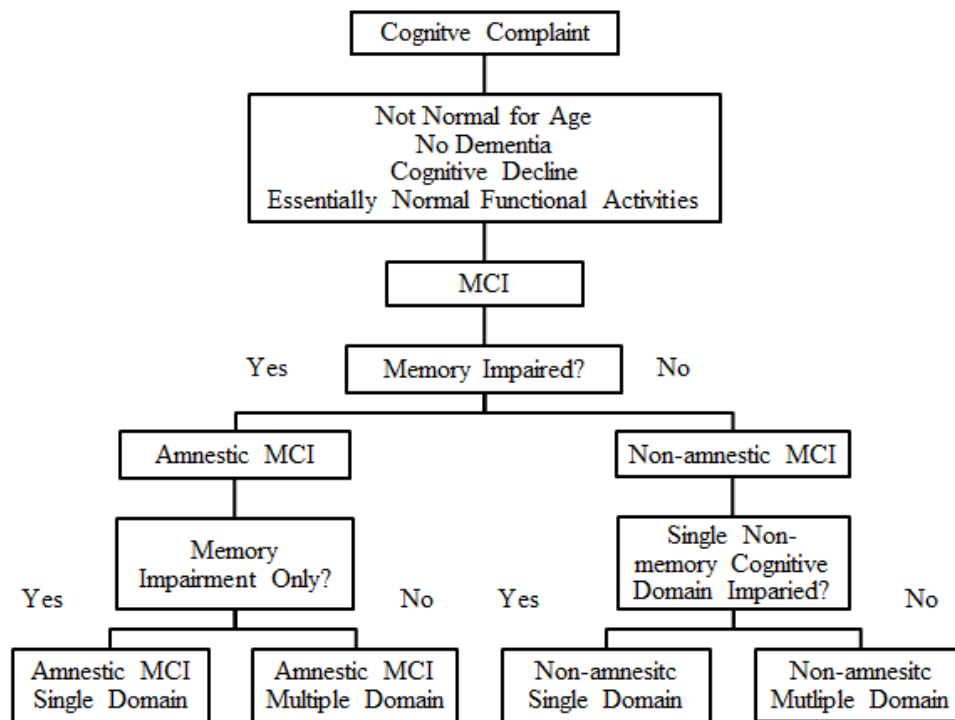 Cognitve Complaint
Not Normal for Age
No Dementia
Cognitive Decline
Essentially Normal Functional Activities
MCI
Yes
Memory Impaired?
No
Amnestic MCI
Non-amnestic MCI
Memory
Impairment Only?
Single Non-
memory Cognitive
Domain Imparied?
Yes
No
Yes
No
Amnestic MCI
Single Domain
Amnestic MCI
Multiple Domain
Non-amnesitc
Single Domain
Non-amnesitc
Mutliple Domain